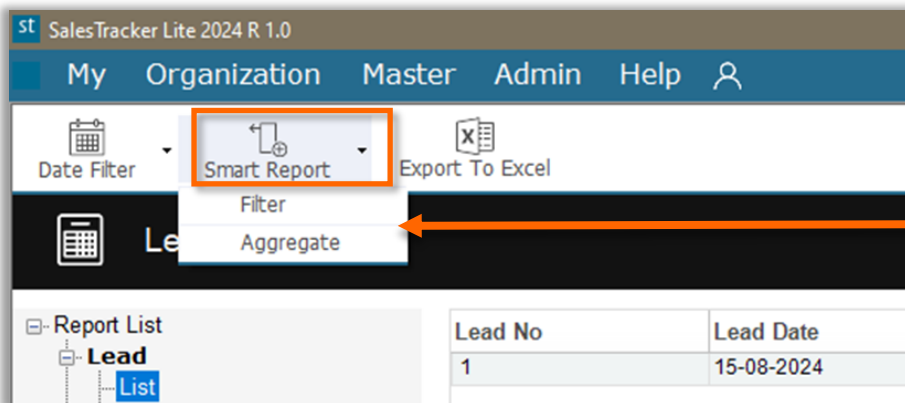 st SalesTracker Lite 2024 R 1.0
My Organization Master Admin Help
Date Filter Smart Report Export To Excel
Filter
Aggregate
Le
Report List
Lead
List
Lead No Lead Date
1 15-08-2024